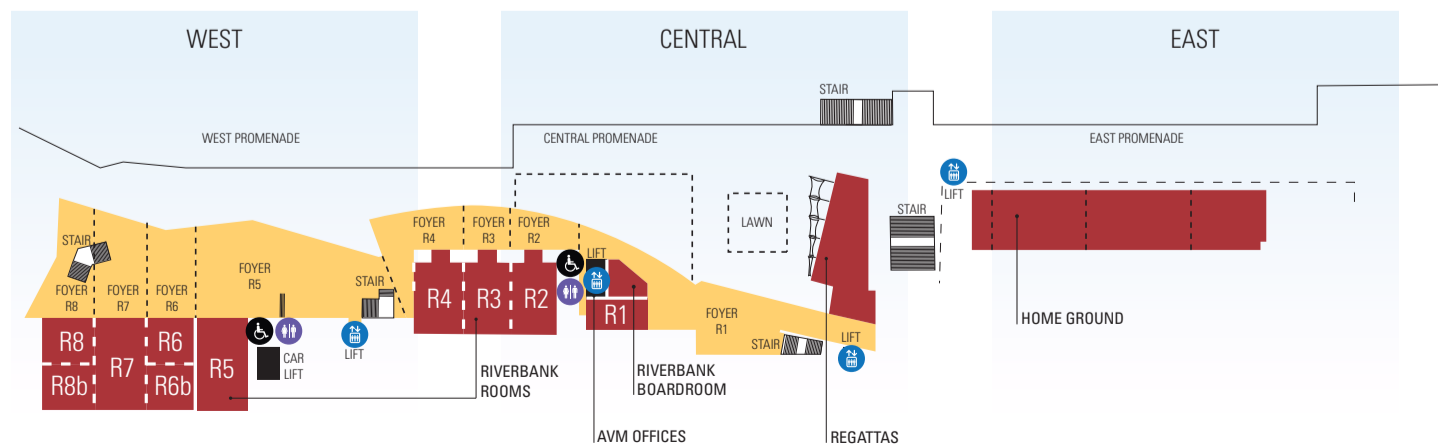 WEST
CENTRAL
EAST
STAIR
WEST PROMENADE
CENTRAL PROMENADE
EAST PROMENADE
LIFT
LAWN
STAIR
FOYER
R4
FOYER
R3
FOYER
R2
STAIR
FOYER
R8
FOYER
R7
FOYER
R6
FOYER
R5
STAIR
LIFT
R4
R3
R2
R1
FOYER
R1
STAIR
LIFT
HOME GROUND
R8
R8b
R7
R6
R6b
R5
CAR
LIFT
LIFT
RIVERBANK
ROOMS
RIVERBANK
BOARDROOM
AVM OFFICES
REGATTAS